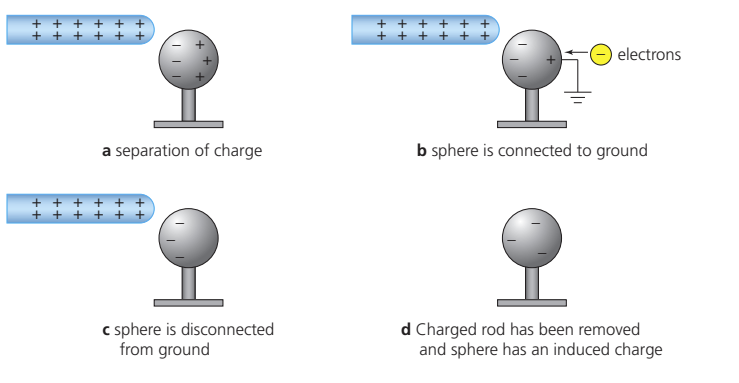 electrons
a separation of charge
b sphere is connected to ground
c sphere is disconnected
from ground
d Charged rod has been removed
and sphere has an induced charge